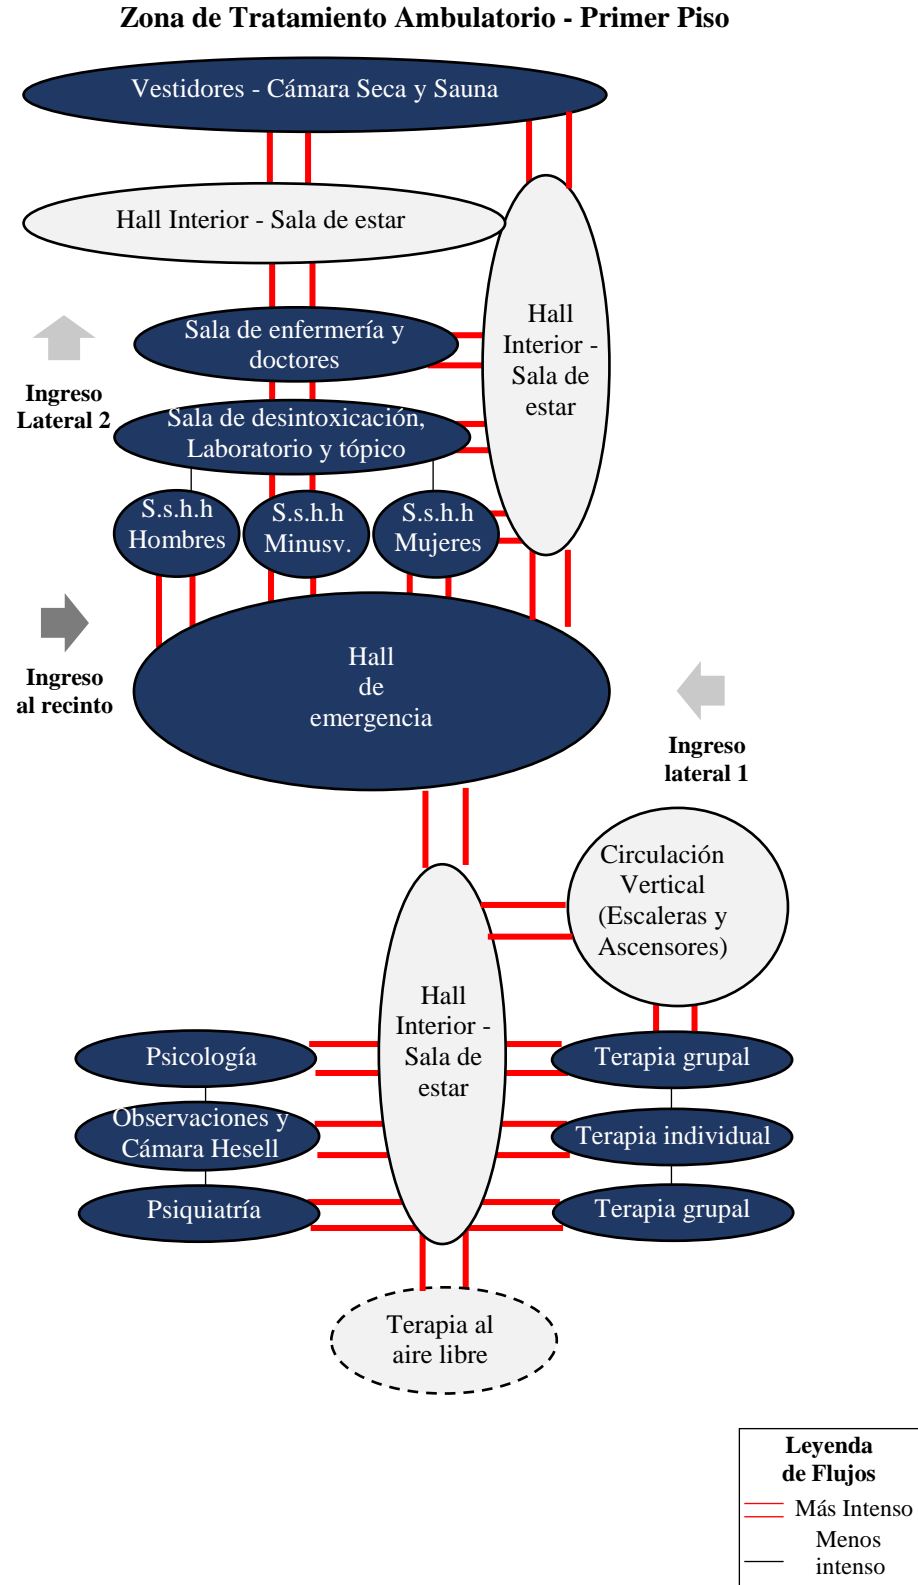 Zona de Tratamiento Ambulatorio - Primer Piso
Vestidores - Cámara Seca y Sauna
Hall Interior - Sala de estar
Hall
Interior -
Sala de
estar
Sala de enfermería y
doctores
Ingreso
Lateral 2
Sala de desintoxicación,
Laboratorio y tópico
S.s.h.h
Hombres
S.s.h.h
Minusv.
S.s.h.h
Mujeres
Ingreso
al recinto
Hall
de
emergencia
Ingreso
lateral 1
Circulación
Vertical
(Escaleras y
Ascensores)
Hall
Interior -
Sala de
estar
Psicología
Terapia grupal
Observaciones y
Cámara Hesell
Terapia individual
Psiquiatría
Terapia grupal
Terapia al
aire libre
Leyenda
de Flujos
Más Intenso
Menos
intenso